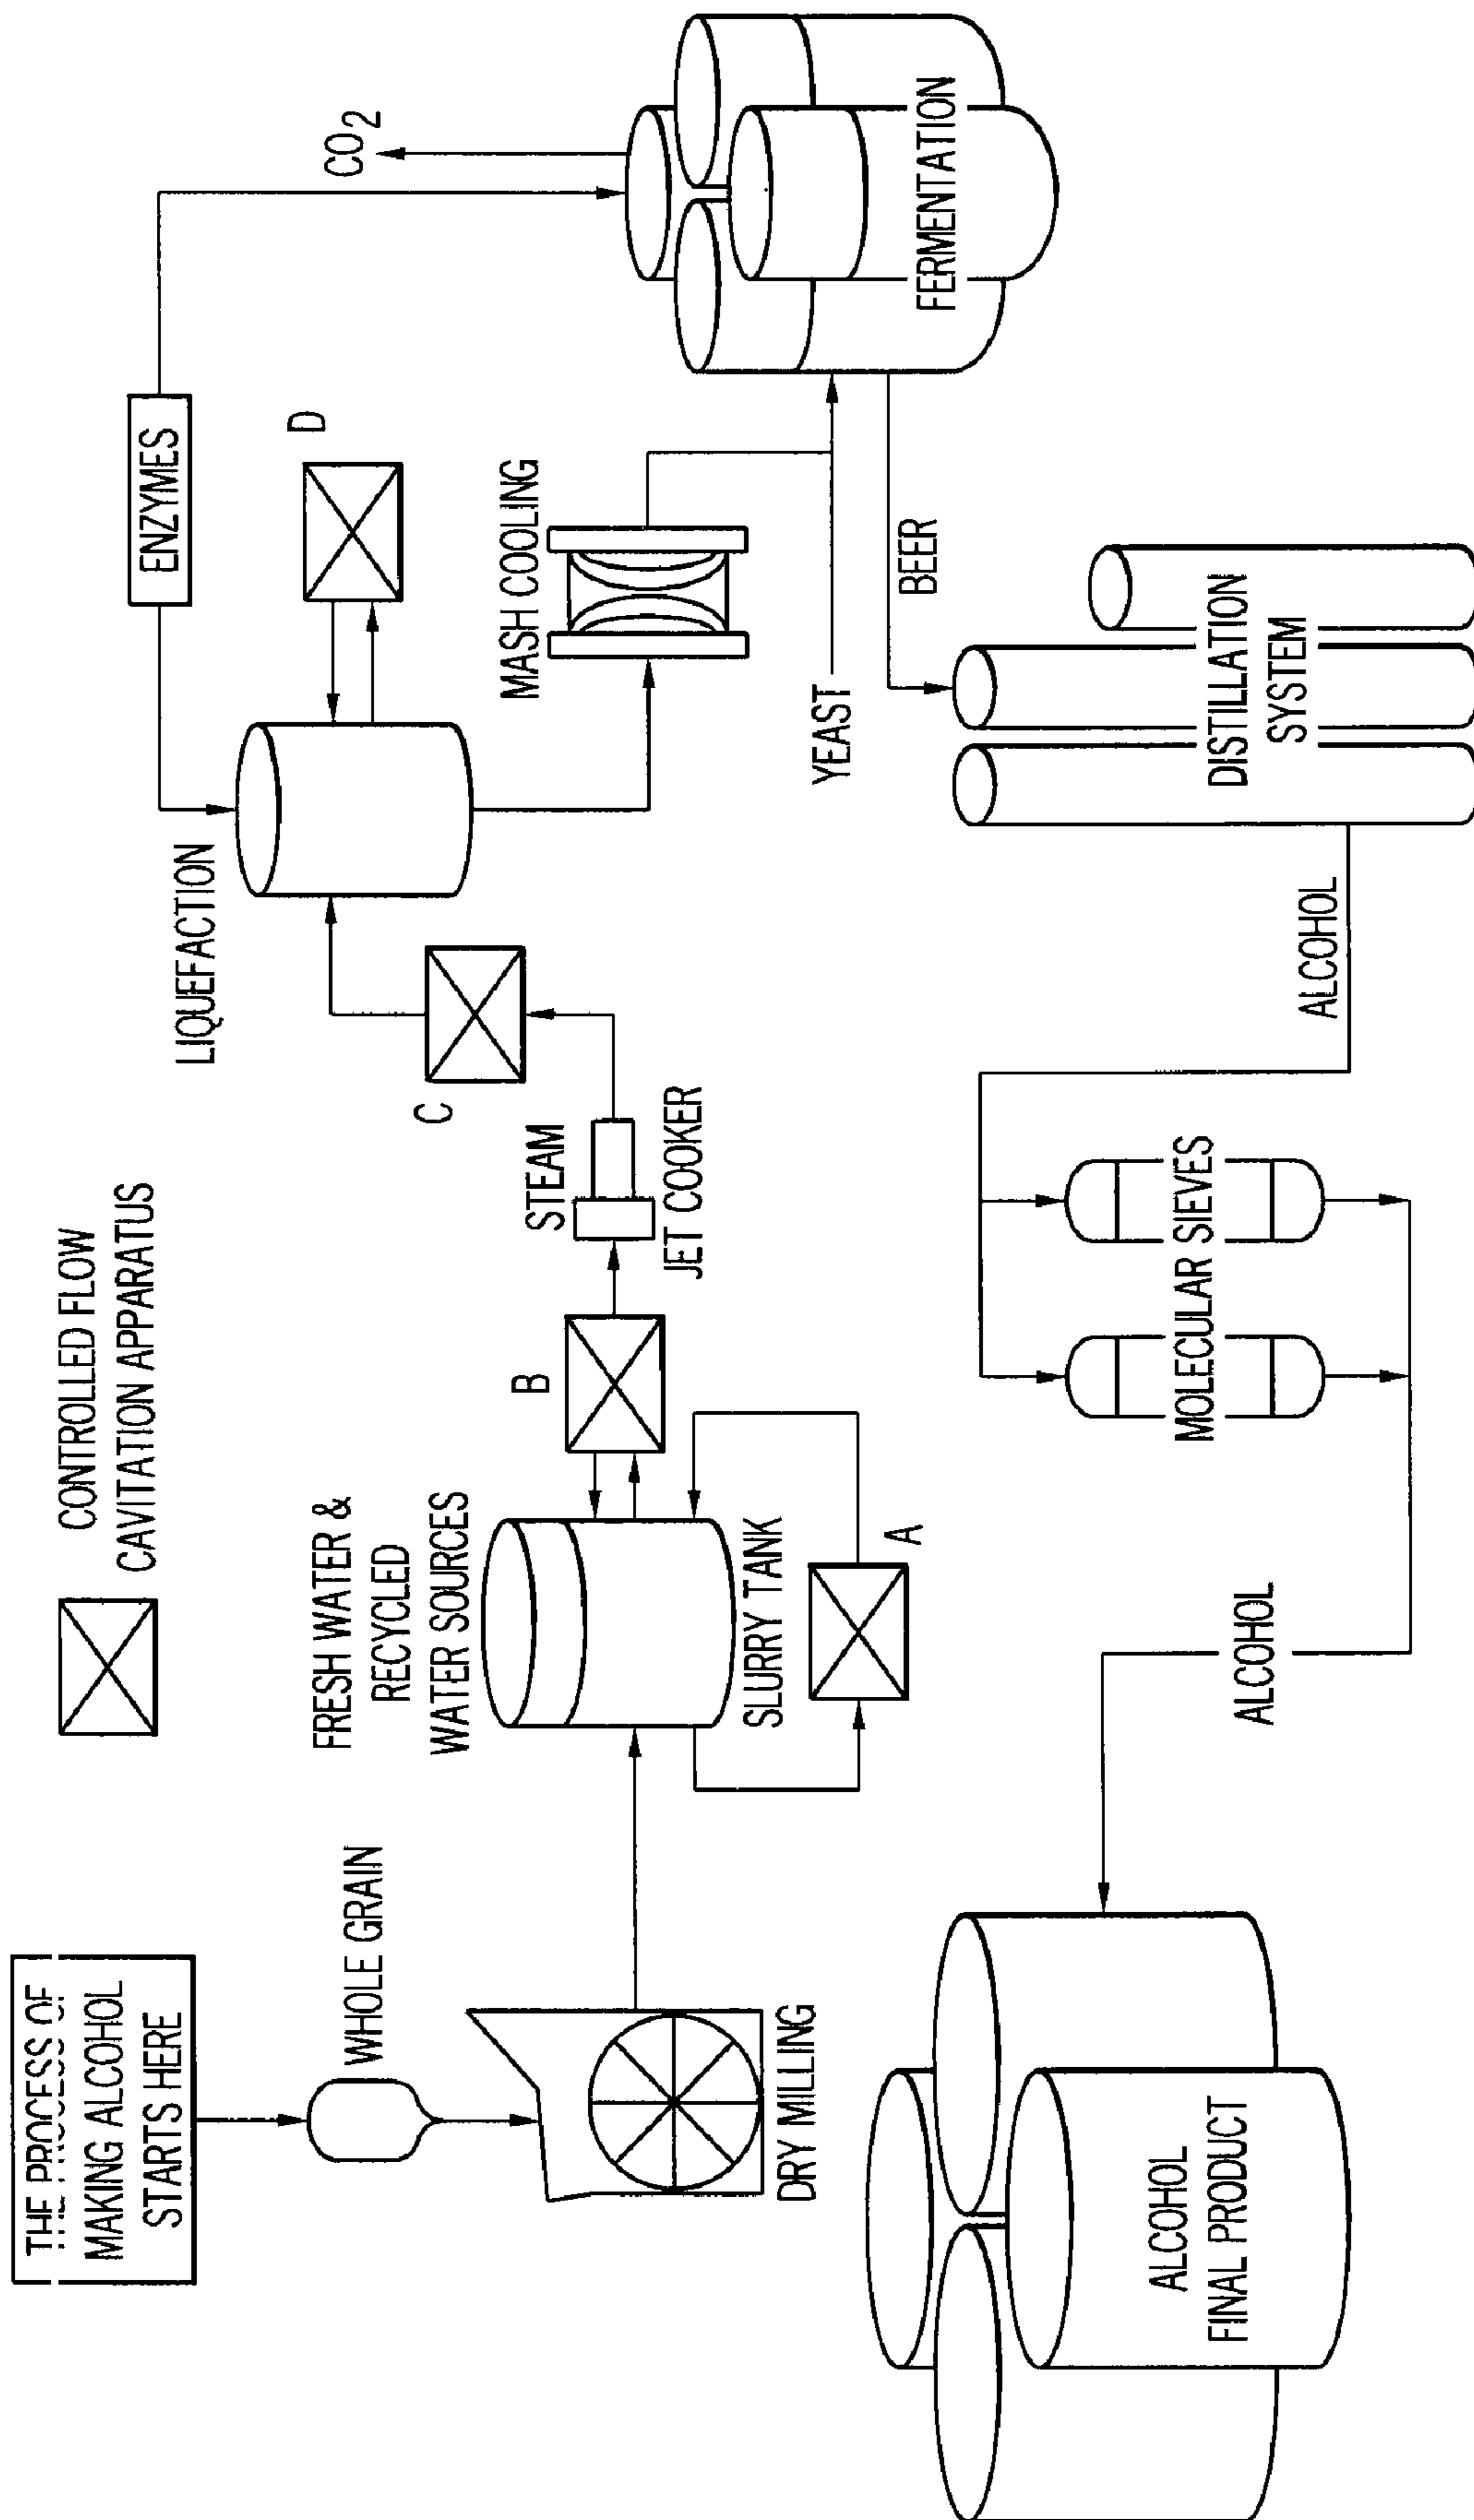 THE PROCESS OF
MAKING ALCOHOL
STARTS HERE
CONTROLLED FLOW
CAVITATION APPARATUS
WHOLE GRAIN
DRY MILLING
FRESH WATER &
RECYCLED
WATER SOURCES
SLURRY TANK
A
B
STEAM
JET COOKER
C
LIQUEFACTION
ENZYMES
D
MASH COOLING
YEAST
CO2
FERMENTATION
BEER
DISTILLATION
SYSTEM
ALCOHOL
MOLECULAR SIEVES
ALCOHOL
ALCOHOL
FINAL PRODUCT